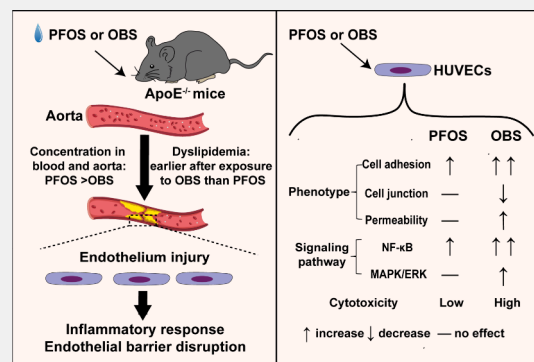 PFOS or OBS
ApoE-/- mice
Aorta
Concentration in
blood and aorta:
PFOS >OBS
Dyslipidemia:
earlier after exposure
to OBS than PFOS
Endothelium injury
Inflammatory response
Endothelial barrier disruption
PFOS or OBS
HUVECs
PFOS OBS
Phenotype
Cell adhesion ↑ ↑ ↑
Cell junction — ↓
Permeability — ↑
Signaling
pathway
NF-κB ↑ ↑ ↑
MAPK/ERK — ↑
Cytotoxicity Low High
↑ increase ↓ decrease — no effect